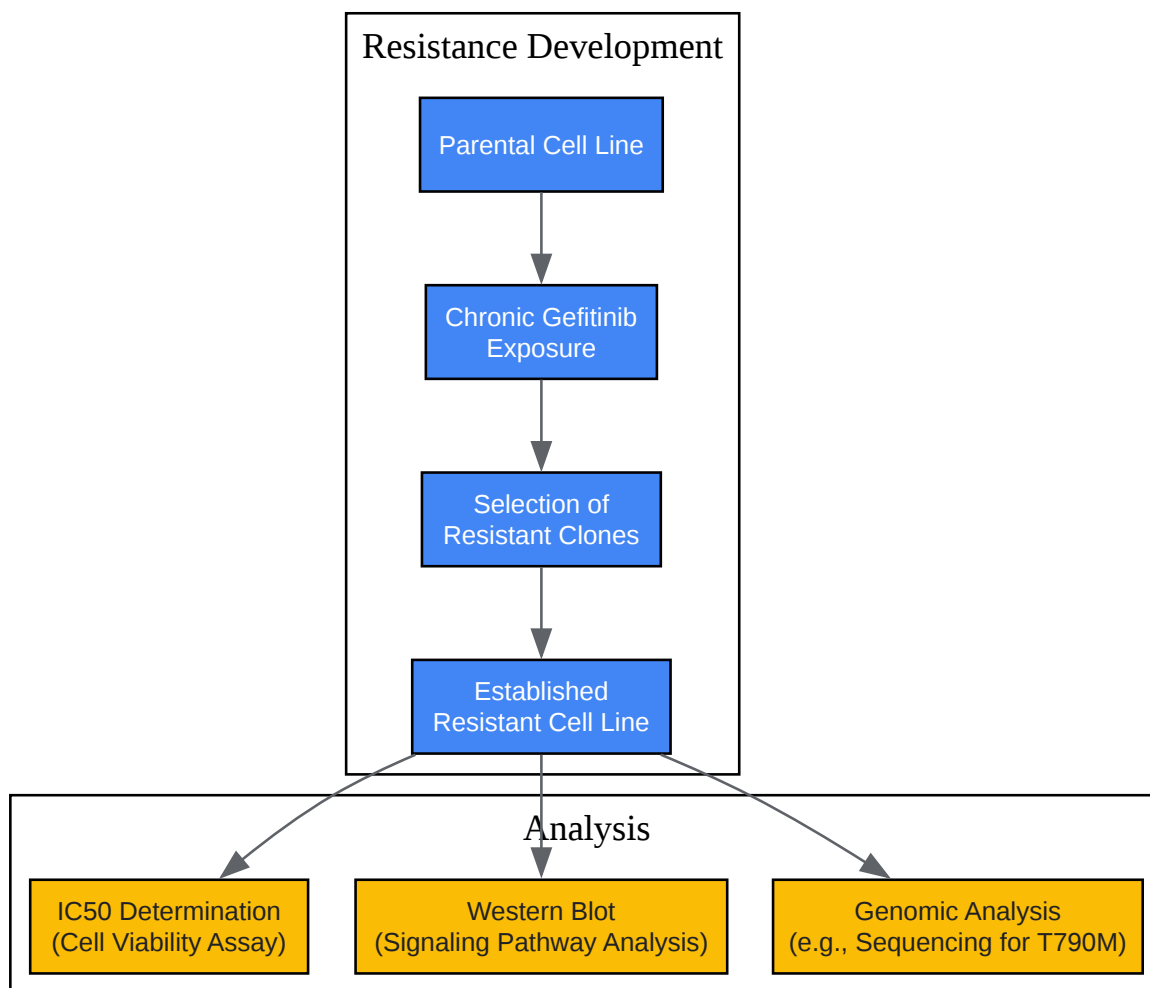 Resistance Development
Parental Cell Line
Chronic Gefitinib
Exposure
Selection of
Resistant Clones
Established
Resistant Cell Line
Analysis
IC50 Determination
(Cell Viability Assay)
Western Blot
(Signaling Pathway Analysis)
Genomic Analysis
(e.g., Sequencing for T790M)